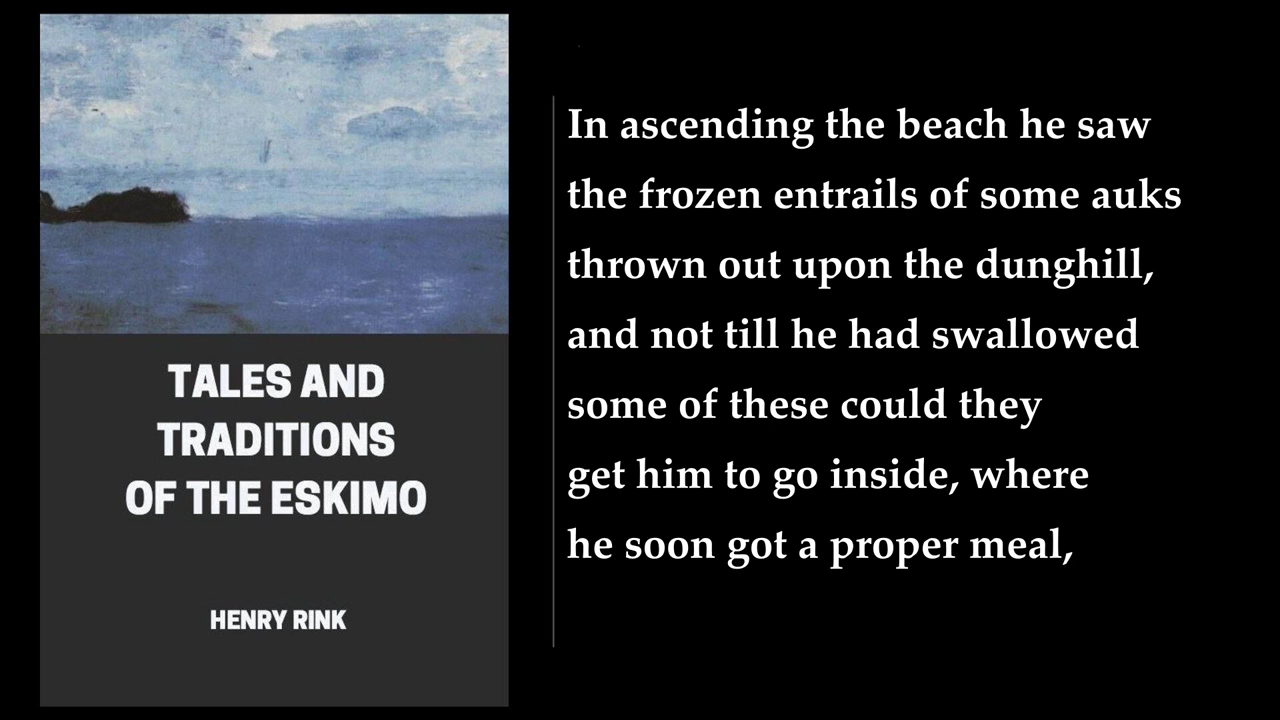 TALES AND
TRADITIONS
OF THE ESKIMO
HENRY RINK
In ascending the beach he saw
the frozen entrails of some auks
thrown out upon the dunghill,
and not till he had swallowed
some of these could they
get him to go inside, where
he soon got a proper meal,